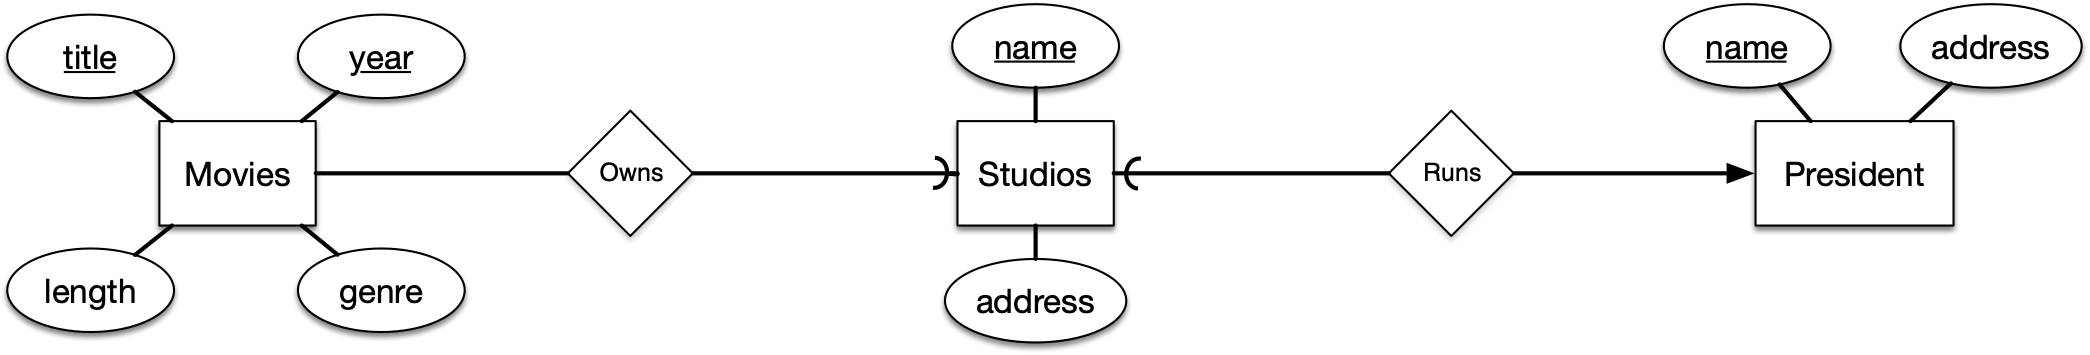 title
year
name
name
address
Movies
Owns
Studios
Runs
President
length
genre
address